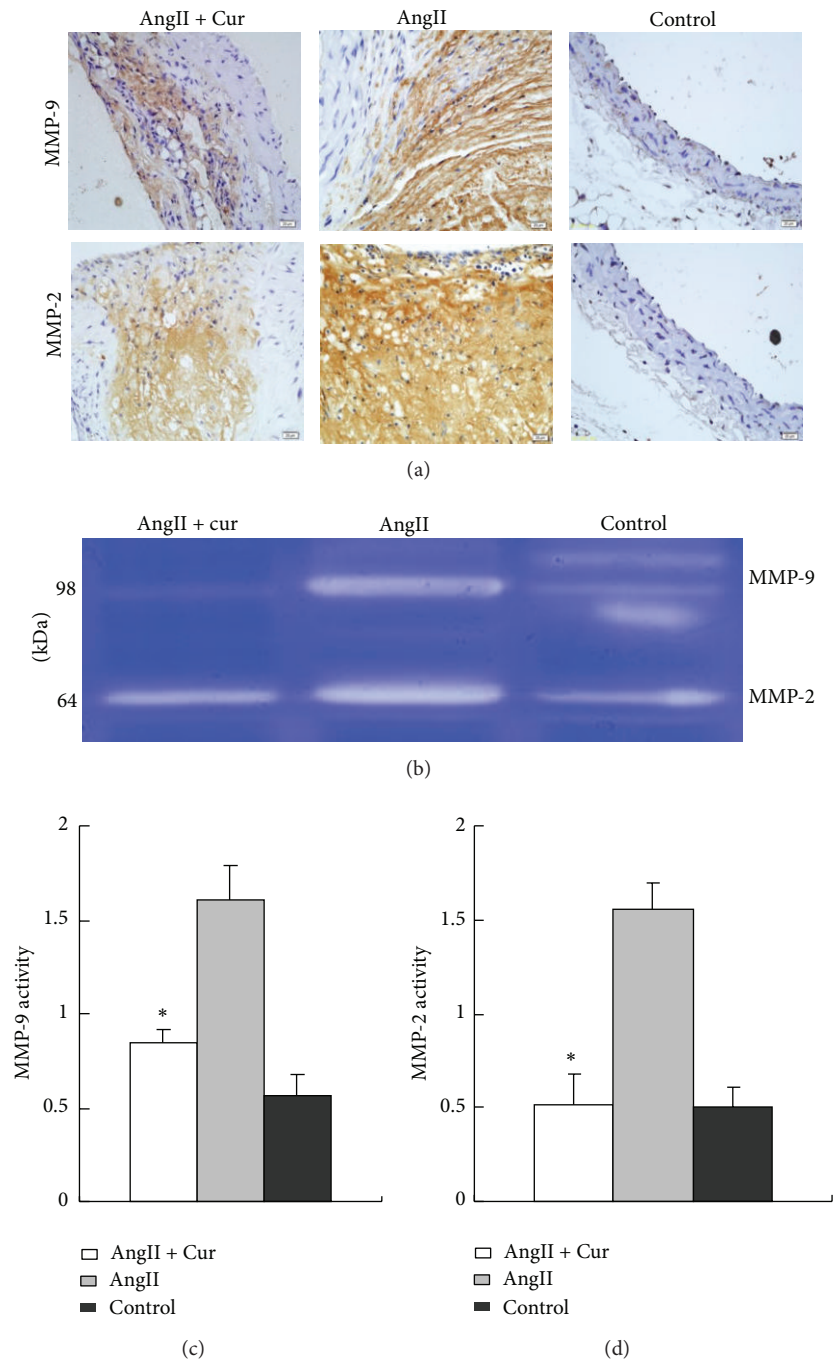 AngII + Cur AngII Control
MMP-9
MMP-2
(a)
AngII + cur AngII Control
98
(kDa)
64
MMP-9
MMP-2
(b)
2
1.5
1
0.5
0
MMP-9 activity
*
AngII + Cur
AngII
Control
(c)
2
1.5
1
0.5
0
MMP-2 activity
*
AngII + Cur
AngII
Control
(d)